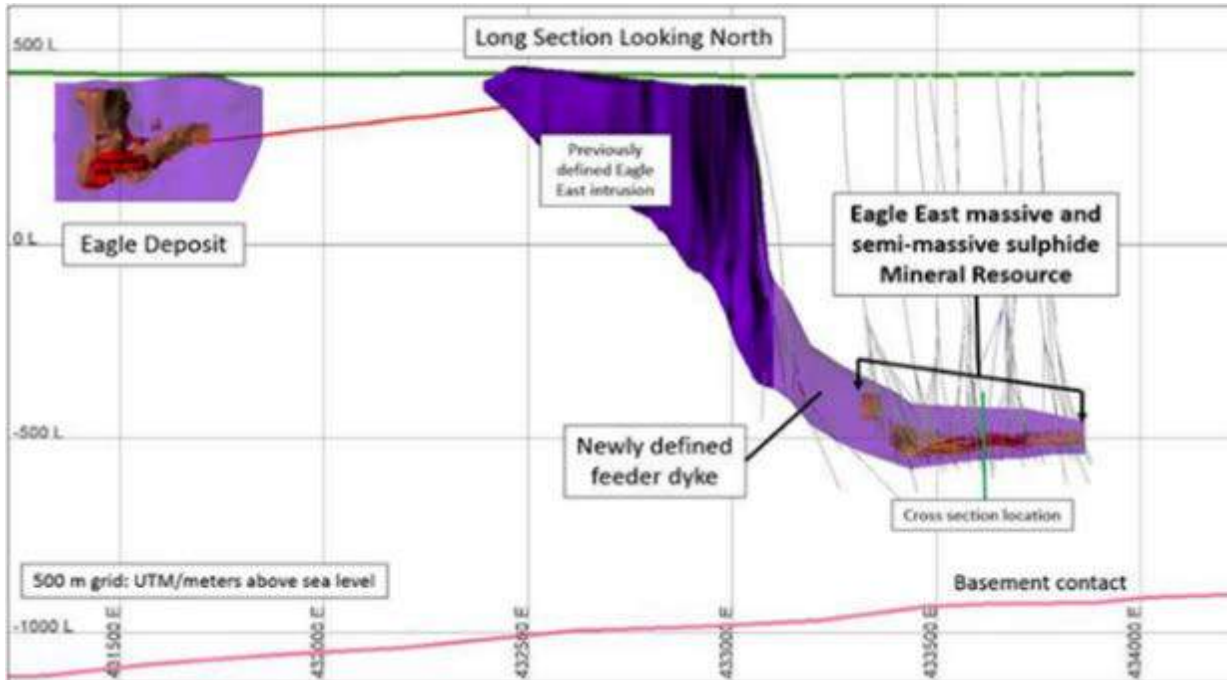 500 L
Long Section Looking North
Previously
defined Eagle
East intrusion
Eagle East massive and
semi-massive sulphide
Mineral Resource
Eagle Deposit
0 L
-500 L
Newly defined
feeder dyke
Cross section location
500 m grid: UTM/meters above sea level
Basement contact
-1000 L
431500 E
432000 E
432500 E
433000 E
433500 E
434000 E